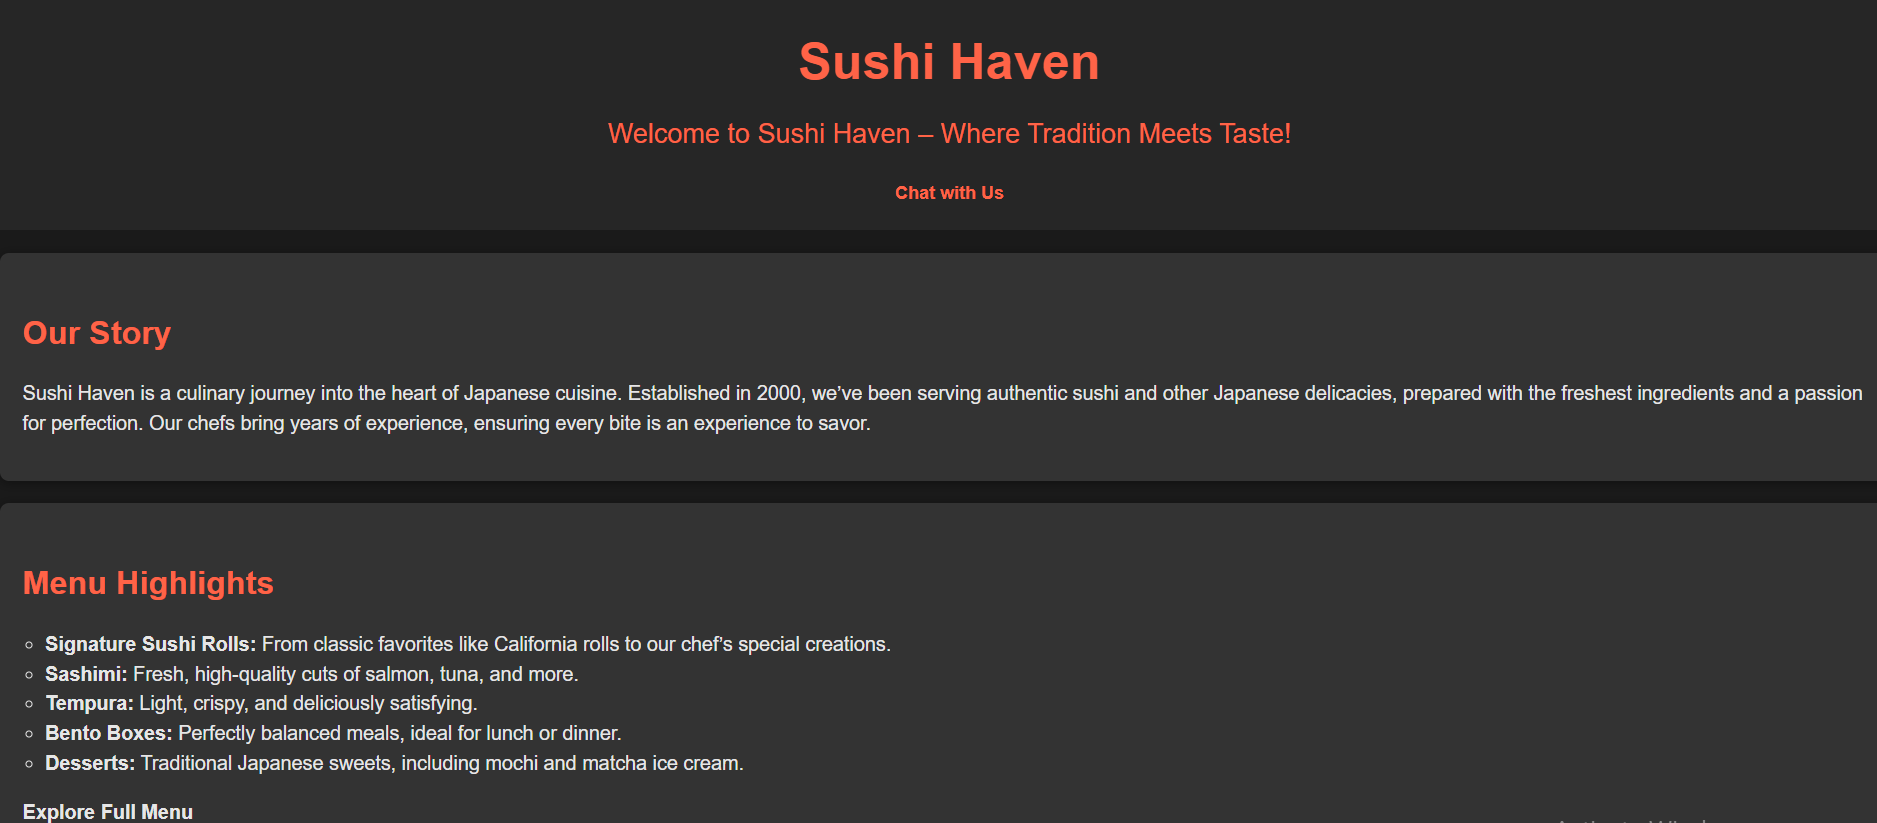 Sushi Haven
Welcome to Sushi Haven – Where Tradition Meets Taste!
Chat with Us
Our Story
Sushi Haven is a culinary journey into the heart of Japanese cuisine. Established in 2000, we’ve been serving authentic sushi and other Japanese delicacies, prepared with the freshest ingredients and a passion
for perfection. Our chefs bring years of experience, ensuring every bite is an experience to savor.
Menu Highlights
Signature Sushi Rolls: From classic favorites like California rolls to our chef’s special creations.
Sashimi: Fresh, high-quality cuts of salmon, tuna, and more.
Tempura: Light, crispy, and deliciously satisfying.
Bento Boxes: Perfectly balanced meals, ideal for lunch or dinner.
Desserts: Traditional Japanese sweets, including mochi and matcha ice cream.
Explore Full Menu